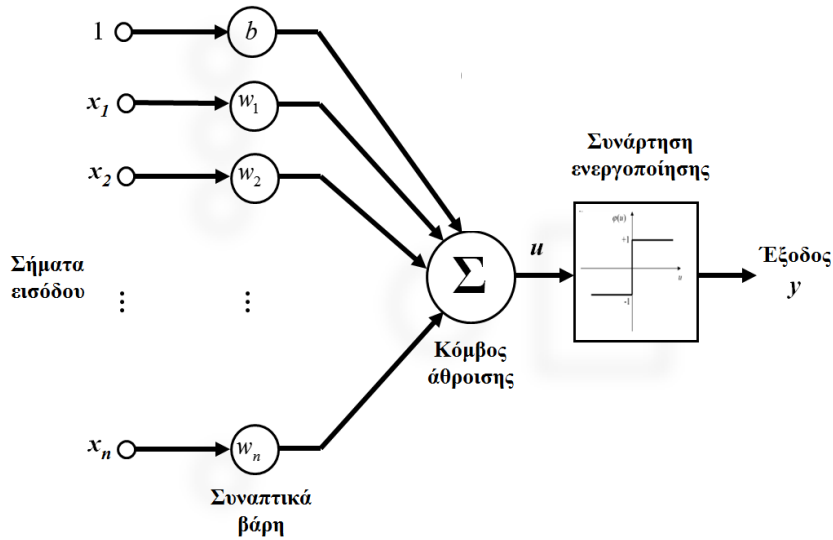 1
b
x1
w1
x2
w2
Συνάρτηση
ενεργοποίησης
φ(u)
+1
-1
u
Σήματα
εισόδου
⋮
⋮
Σ
u
Έξοδος
y
Κόμβος
άθροισης
xn
wn
Συναπτικά
βάρη